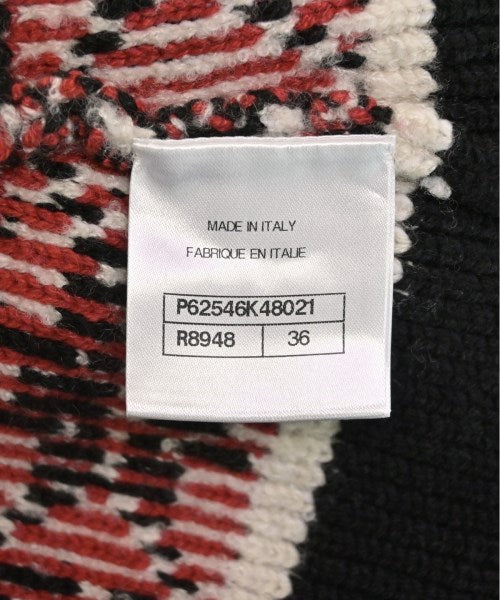 MADE IN ITALY
FABRIQUE EN ITALIE
P62546K48021
R8948 36